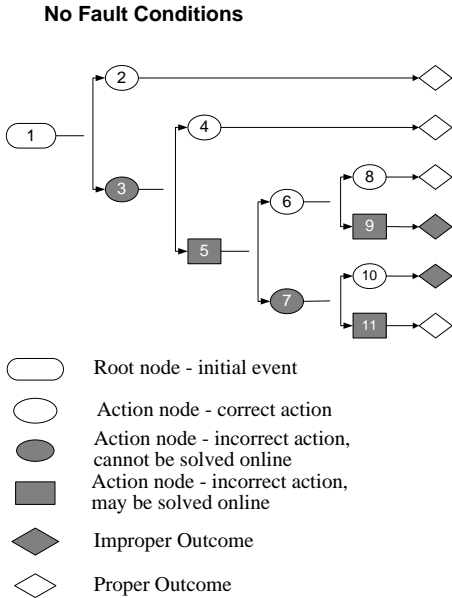 No Fault Conditions
2
1
4
3
8
6
9
5
10
7
11
Root node - initial event
Action node - correct action
Action node - incorrect action,
cannot be solved online
Action node - incorrect action,
may be solved online
Improper Outcome
Proper Outcome